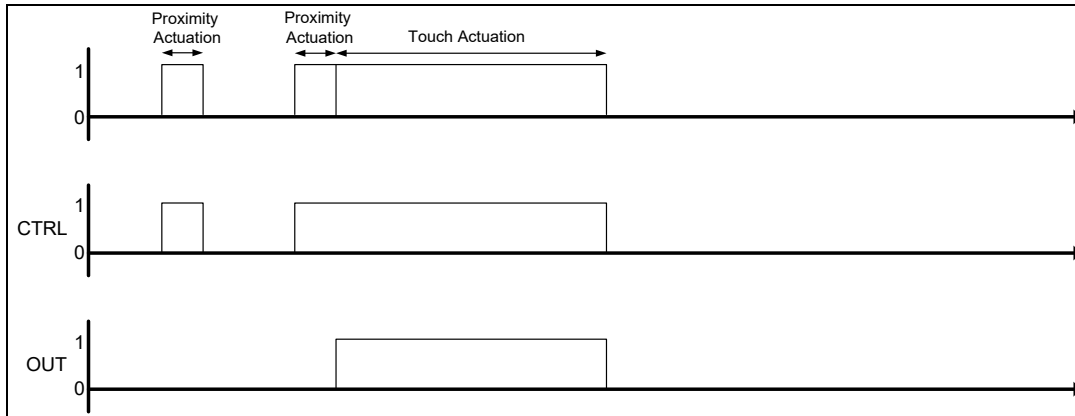 Proximity
Actuation
Proximity
Actuation
Touch Actuation
1
0
CTRL
1
0
OUT
1
0